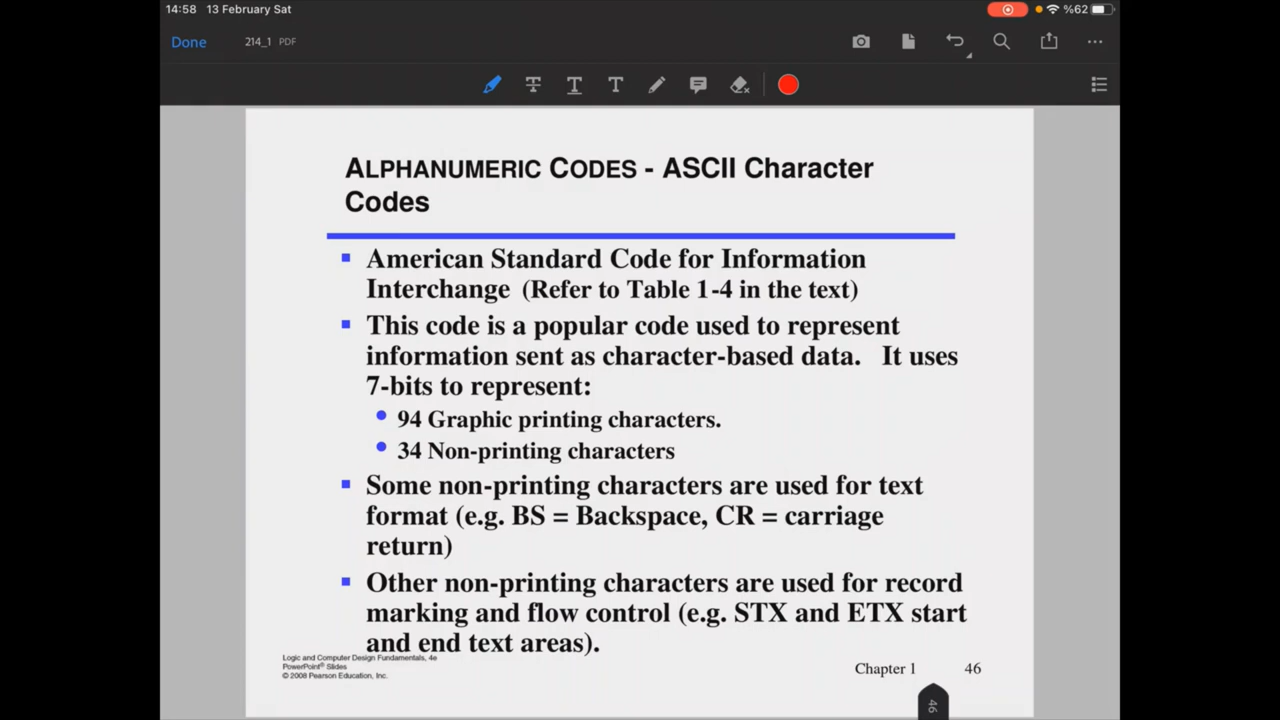 14:58 13 February Sat %62
Done 214_1 PDF
ALPHANUMERIC CODES - ASCII Character
Codes
American Standard Code for Information
Interchange (Refer to Table 1-4 in the text)
This code is a popular code used to represent
information sent as character-based data. It uses
7-bits to represent:
94 Graphic printing characters.
34 Non-printing characters
Some non-printing characters are used for text
format (e.g. BS = Backspace, CR = carriage
return)
Other non-printing characters are used for record
marking and flow control (e.g. STX and ETX start
and end text areas).
Logic and Computer Design Fundamentals, 4e
PowerPoint® Slides
© 2008 Pearson Education, Inc.
Chapter 1 46
46